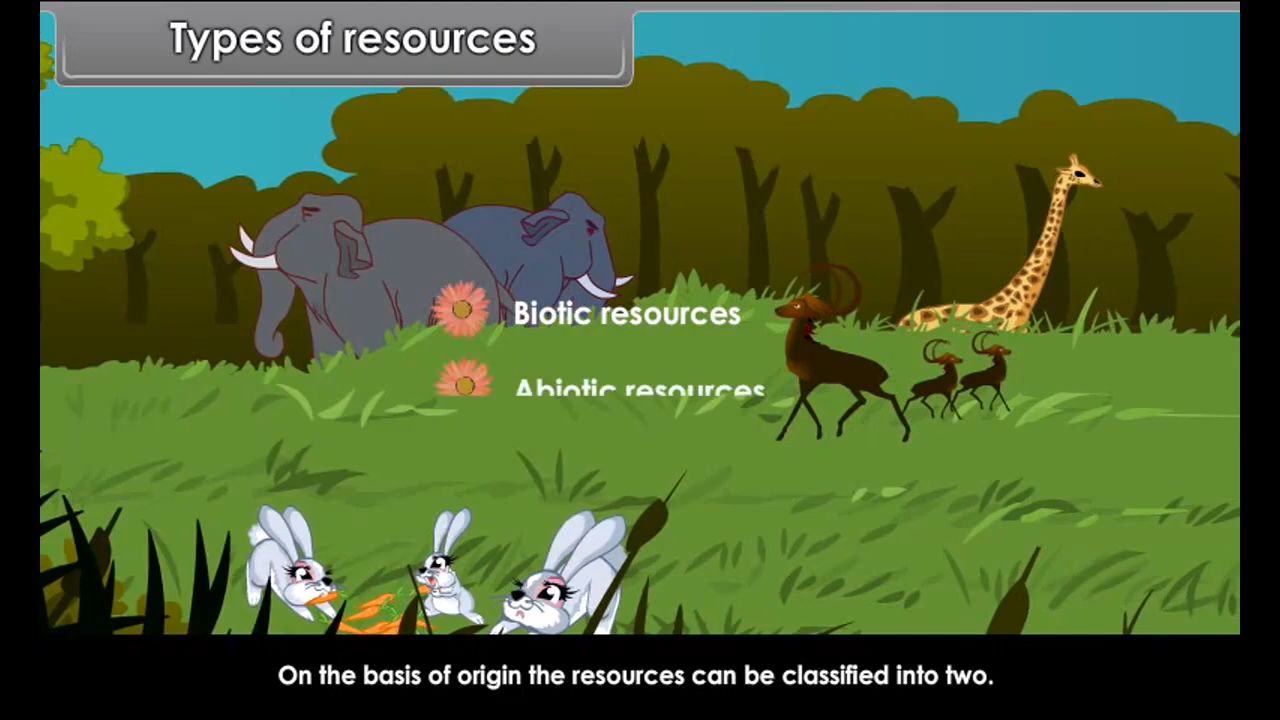 Types of resources
Biotic resources
Abiotic resources
On the basis of origin the resources can be classified into two.